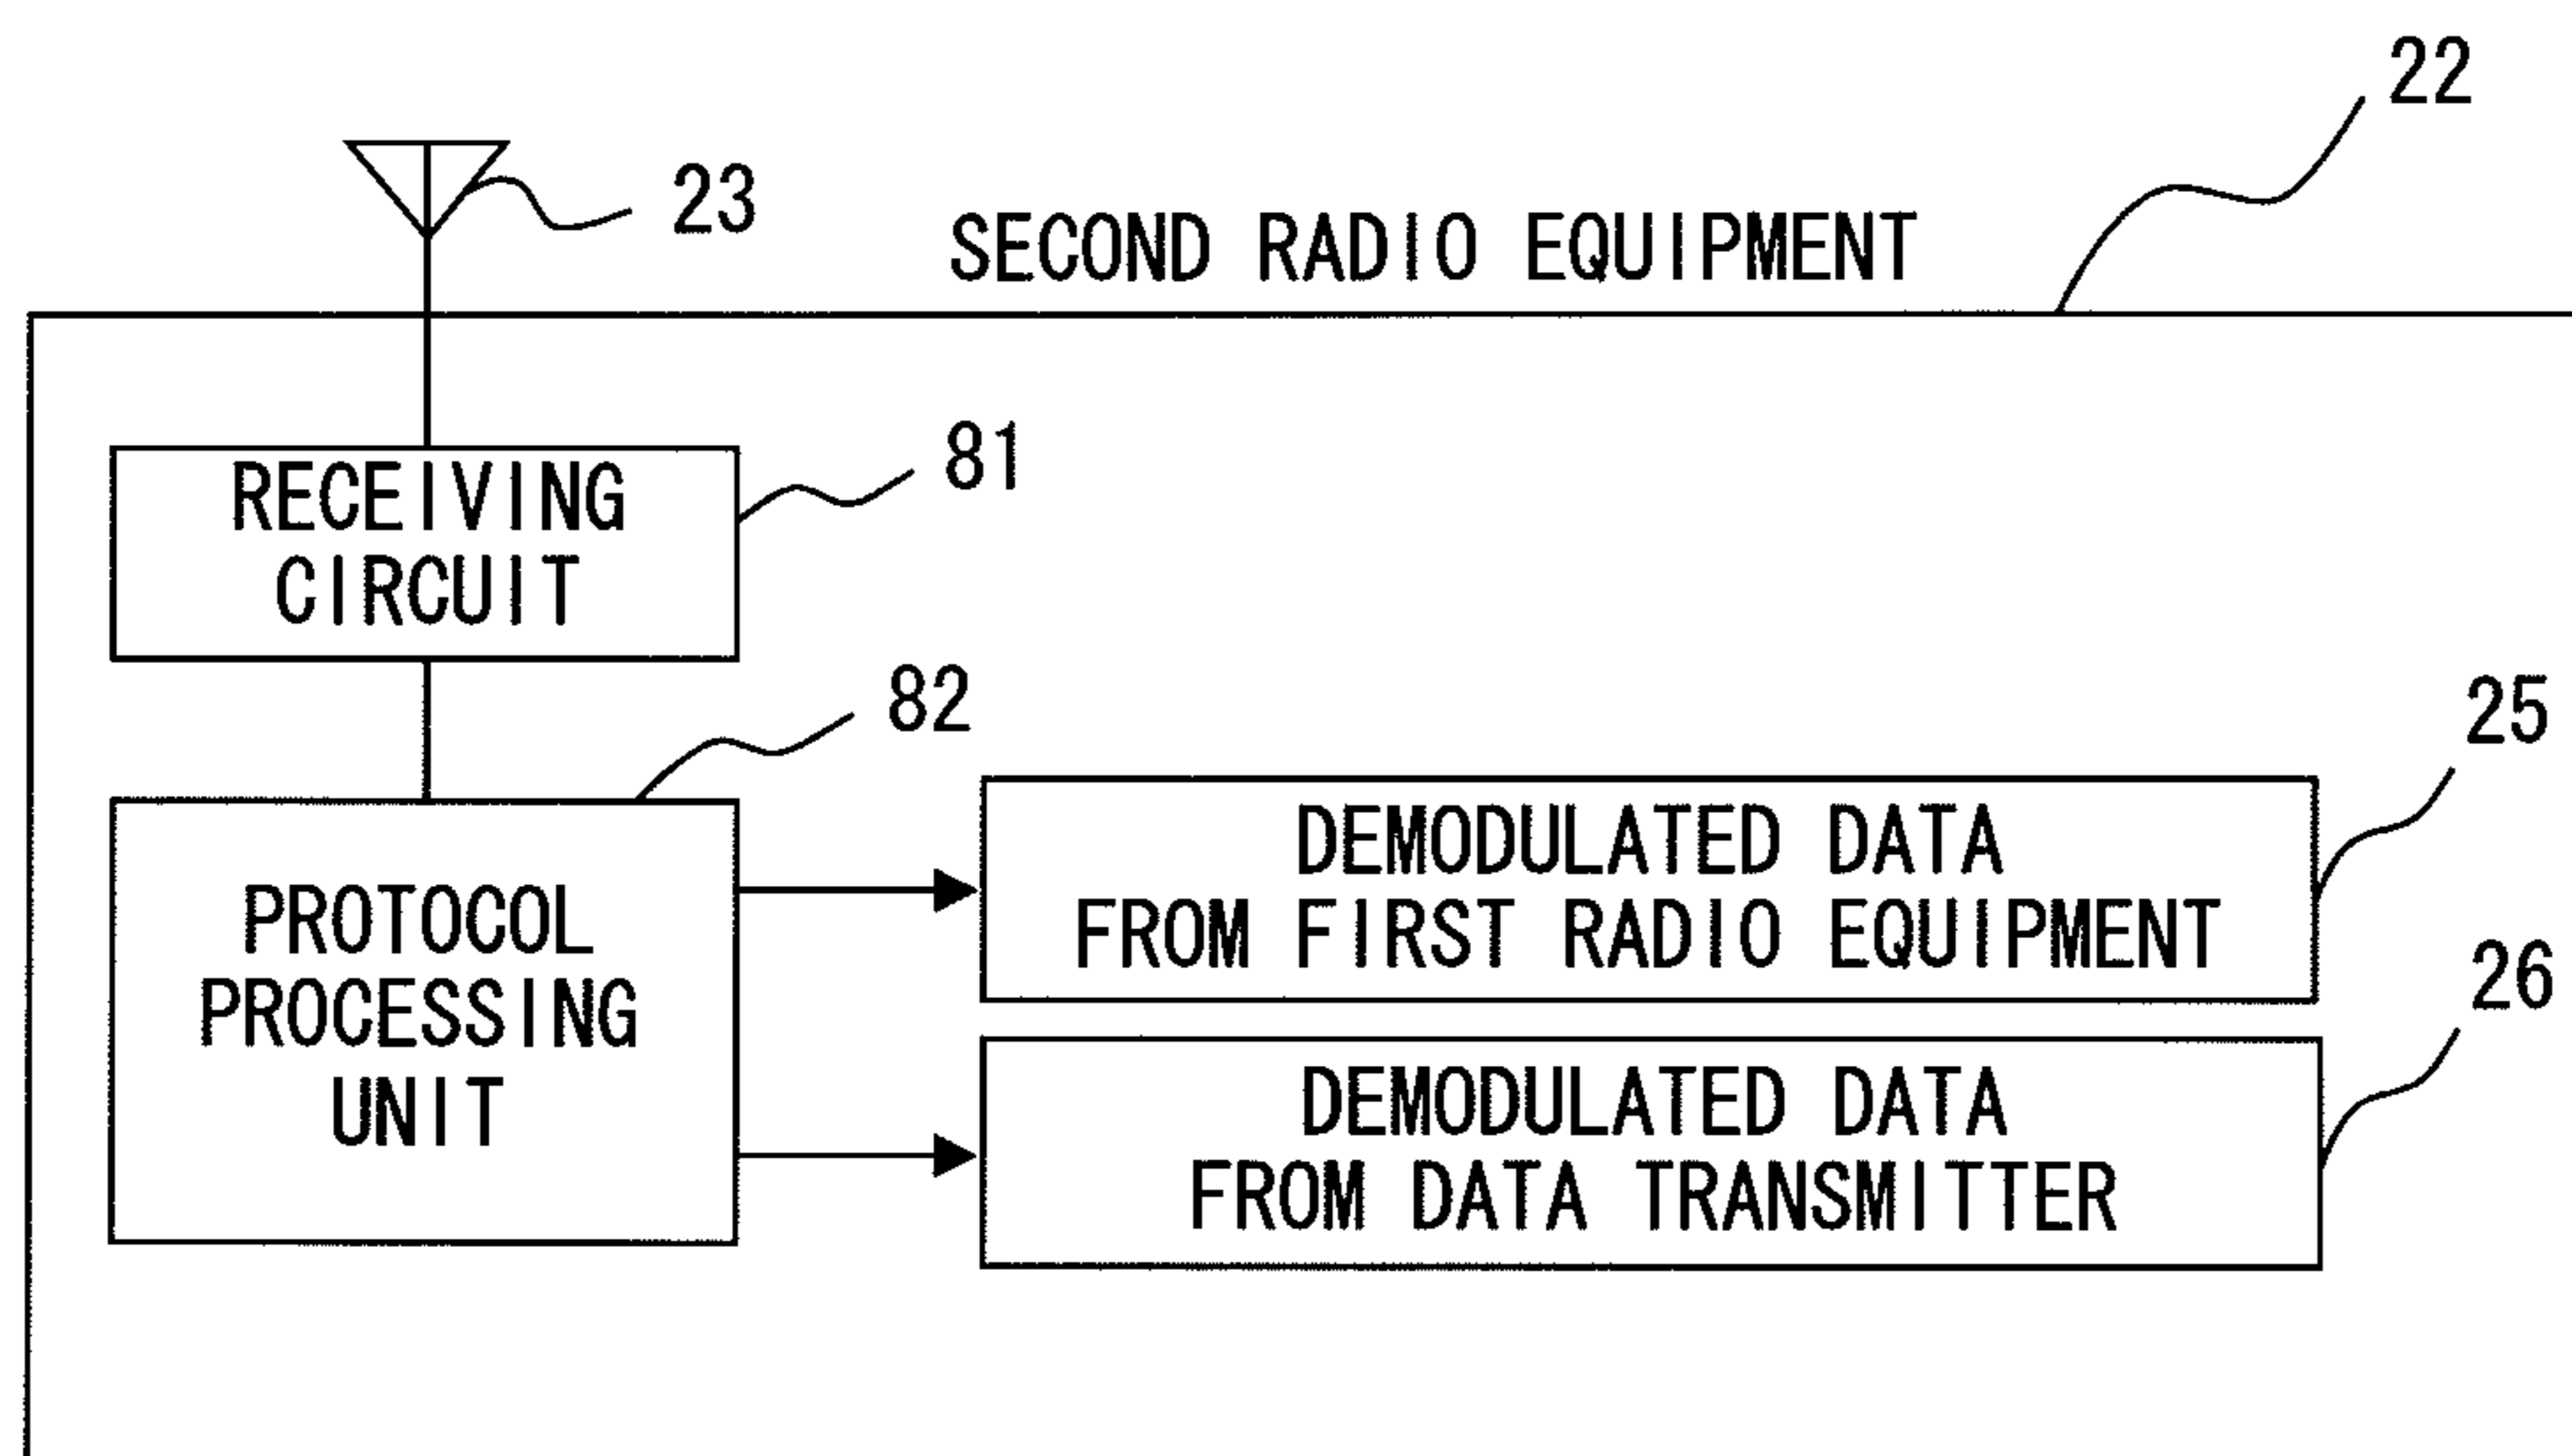 22
23
SECOND RADIO EQUIPMENT
RECEIVING
CIRCUIT
81
82
25
PROTOCOL
PROCESSING
UNIT
DEMODULATED DATA
FROM FIRST RADIO EQUIPMENT
26
DEMODULATED DATA
FROM DATA TRANSMITTER